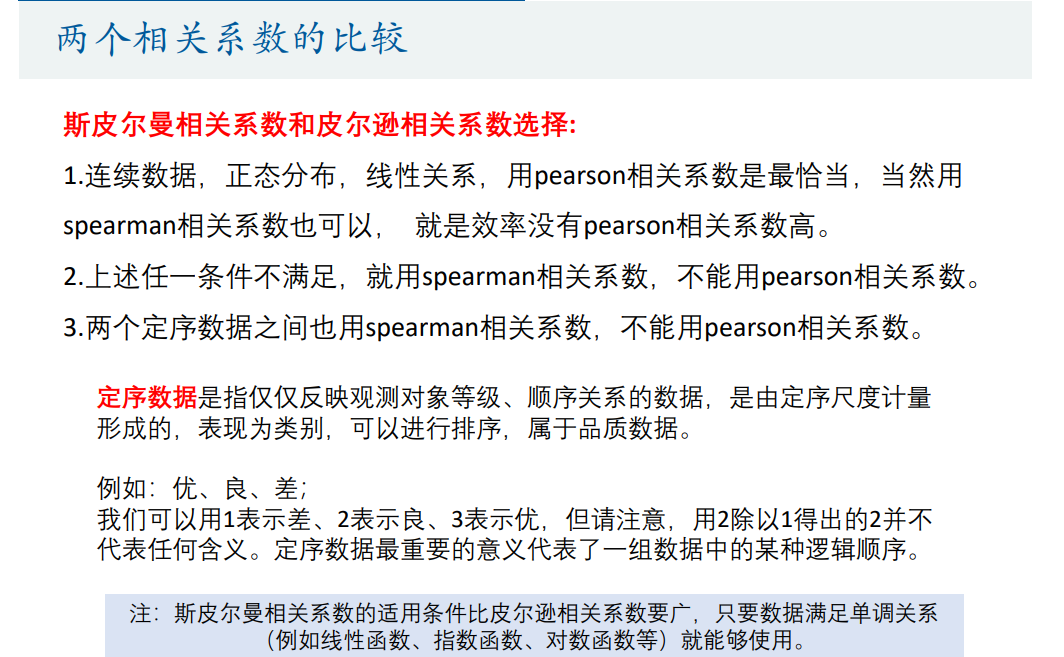 两个相关系数的比较
斯皮尔曼相关系数和皮尔逊相关系数选择:
1.连续数据，正态分布，线性关系，用pearson相关系数是最恰当，当然用
spearman相关系数也可以， 就是效率没有pearson相关系数高。
2.上述任一条件不满足，就用spearman相关系数，不能用pearson相关系数。
3.两个定序数据之间也用spearman相关系数，不能用pearson相关系数。
定序数据是指仅仅反映观测对象等级、顺序关系的数据，是由定序尺度计量
形成的，表现为类别，可以进行排序，属于品质数据。
例如：优、良、差；
我们可以用1表示差、2表示良、3表示优，但请注意，用2除以1得出的2并不
代表任何含义。定序数据最重要的意义代表了一组数据中的某种逻辑顺序。
注：斯皮尔曼相关系数的适用条件比皮尔逊相关系数要广，只要数据满足单调关系
（例如线性函数、指数函数、对数函数等）就能够使用。